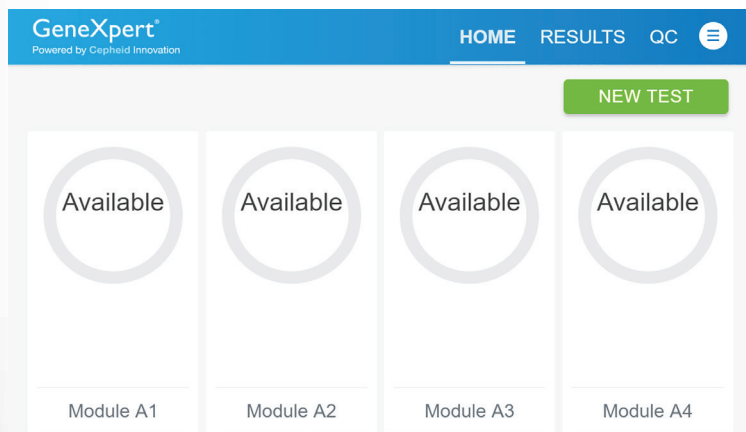 GeneXpert®
Powered by Cepheid Innovation
HOME RESULTS QC
NEW TEST
Available Available Available Available
Module A1 Module A2 Module A3 Module A4